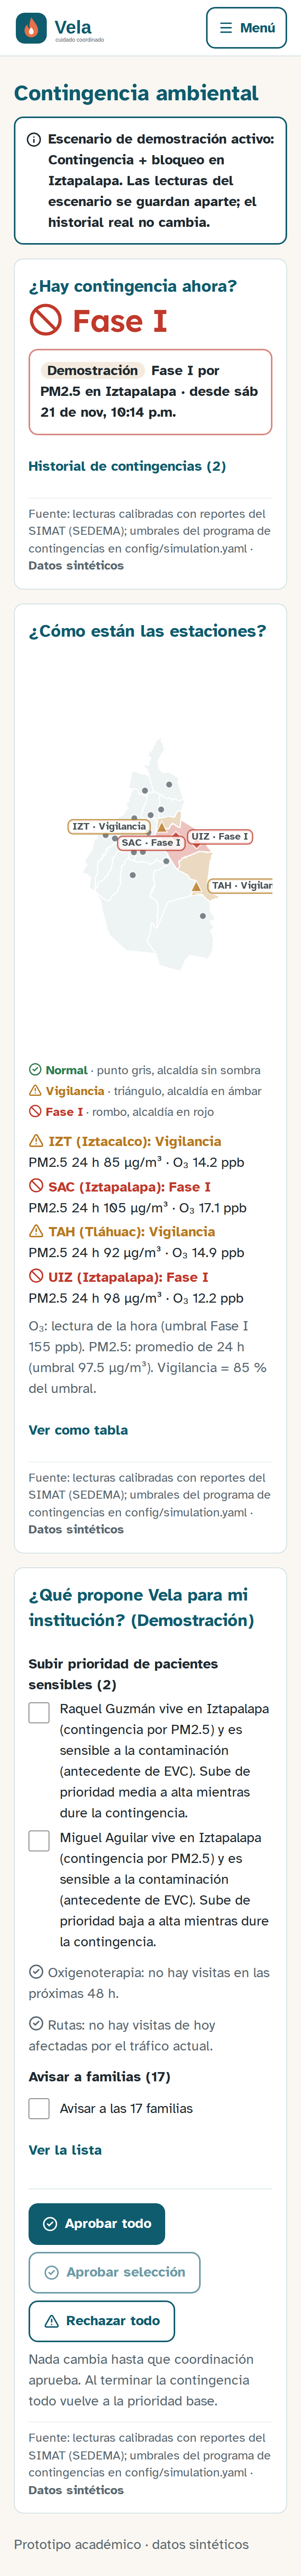 Vela
cuidado coordinado
Menú
Contingencia ambiental
Escenario de demostración activo:
Contingencia + bloqueo en
Iztapalapa. Las lecturas del
escenario se guardan aparte; el
historial real no cambia.
¿Hay contingencia ahora?
Fase I
Demostración Fase I por
PM2.5 en Iztapalapa · desde sáb
21 de nov, 10:14 p.m.
Historial de contingencias (2)
Fuente: lecturas calibradas con reportes del
SIMAT (SEDEMA); umbrales del programa de
contingencias en config/simulation.yaml ·
Datos sintéticos
¿Cómo están las estaciones?
IZT · Vigilancia
UIZ · Fase I
SAC · Fase I
TAH · Vigilan
Normal · punto gris, alcaldía sin sombra
Vigilancia · triángulo, alcaldía en ámbar
Fase I · rombo, alcaldía en rojo
IZT (Iztacalco): Vigilancia
PM2.5 24 h 85 µg/m³ · O₃ 14.2 ppb
SAC (Iztapalapa): Fase I
PM2.5 24 h 105 µg/m³ · O₃ 17.1 ppb
TAH (Tláhuac): Vigilancia
PM2.5 24 h 92 µg/m³ · O₃ 14.9 ppb
UIZ (Iztapalapa): Fase I
PM2.5 24 h 98 µg/m³ · O₃ 12.2 ppb
O₃: lectura de la hora (umbral Fase I
155 ppb). PM2.5: promedio de 24 h
(umbral 97.5 µg/m³). Vigilancia = 85 %
del umbral.
Ver como tabla
Fuente: lecturas calibradas con reportes del
SIMAT (SEDEMA); umbrales del programa de
contingencias en config/simulation.yaml ·
Datos sintéticos
¿Qué propone Vela para mi
institución? (Demostración)
Subir prioridad de pacientes
sensibles (2)
Raquel Guzmán vive en Iztapalapa
(contingencia por PM2.5) y es
sensible a la contaminación
(antecedente de EVC). Sube de
prioridad media a alta mientras
dure la contingencia.
Miguel Aguilar vive en Iztapalapa
(contingencia por PM2.5) y es
sensible a la contaminación
(antecedente de EVC). Sube de
prioridad baja a alta mientras dure
la contingencia.
Oxigenoterapia: no hay visitas en las
próximas 48 h.
Rutas: no hay visitas de hoy
afectadas por el tráfico actual.
Avisar a familias (17)
Avisar a las 17 familias
Ver la lista
Aprobar todo
Aprobar selección
Rechazar todo
Nada cambia hasta que coordinación
aprueba. Al terminar la contingencia
todo vuelve a la prioridad base.
Fuente: lecturas calibradas con reportes del
SIMAT (SEDEMA); umbrales del programa de
contingencias en config/simulation.yaml ·
Datos sintéticos
Prototipo académico · datos sintéticos